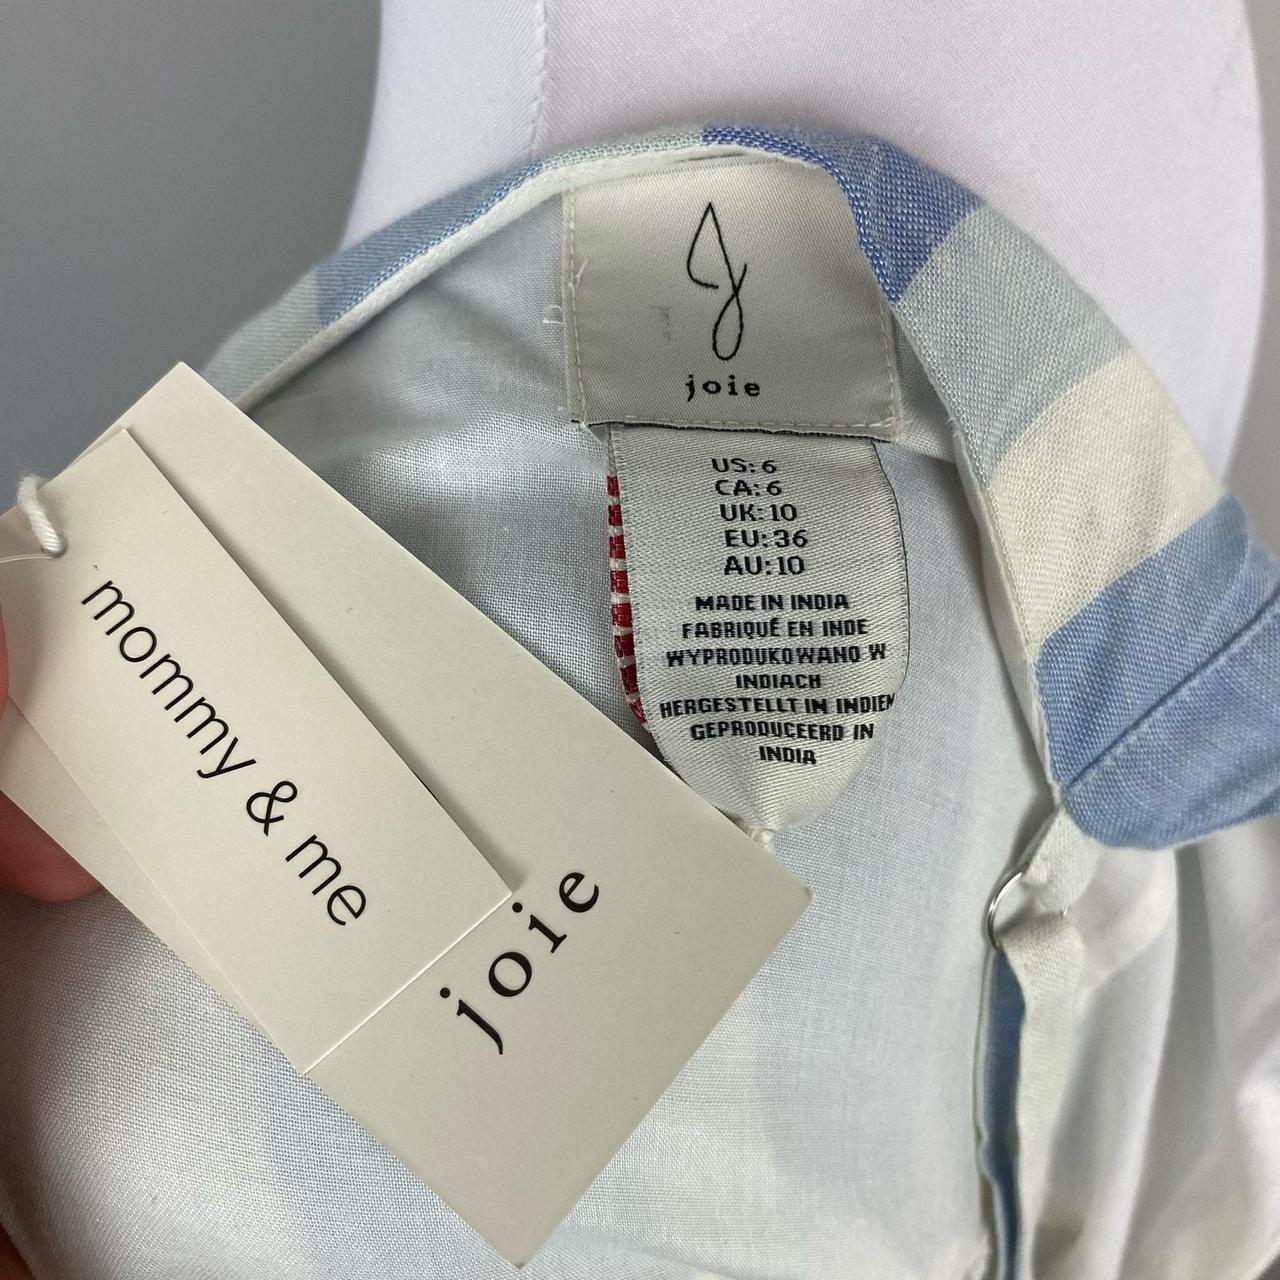 joie
US: 6
CA: 6
UK: 10
EU: 36
AU: 10
MADE IN INDIA
FABRIQUÉ EN INDE
WYPRODUKOWANO W
INDIACH
HERGESTELLT IN INDIEN
GEPRODUCEERD IN
INDIA
mommy & me
joie